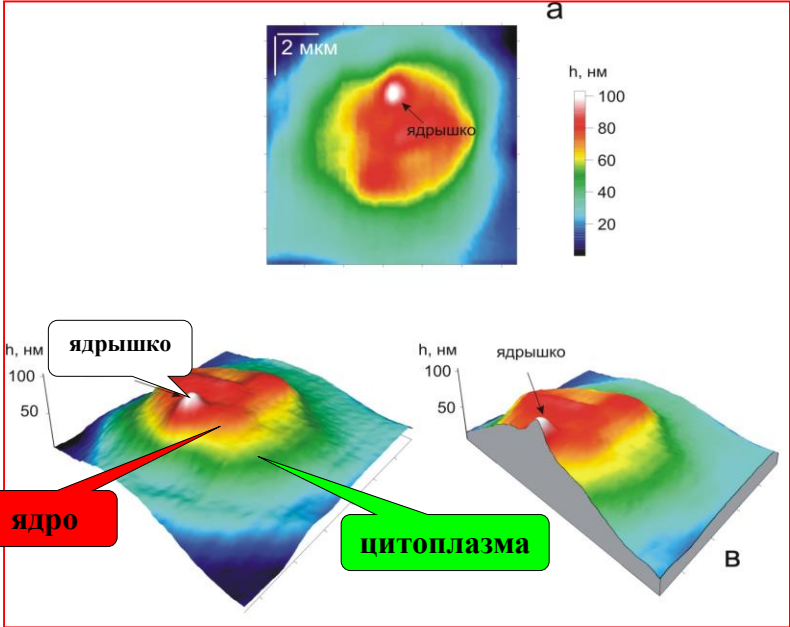 а
2 мкм
h, нм
100
80
60
40
20
ядрышко
ядрышко
h, нм
100
50
ядро
цитоплазма
h, нм
100
50
ядрышко
в